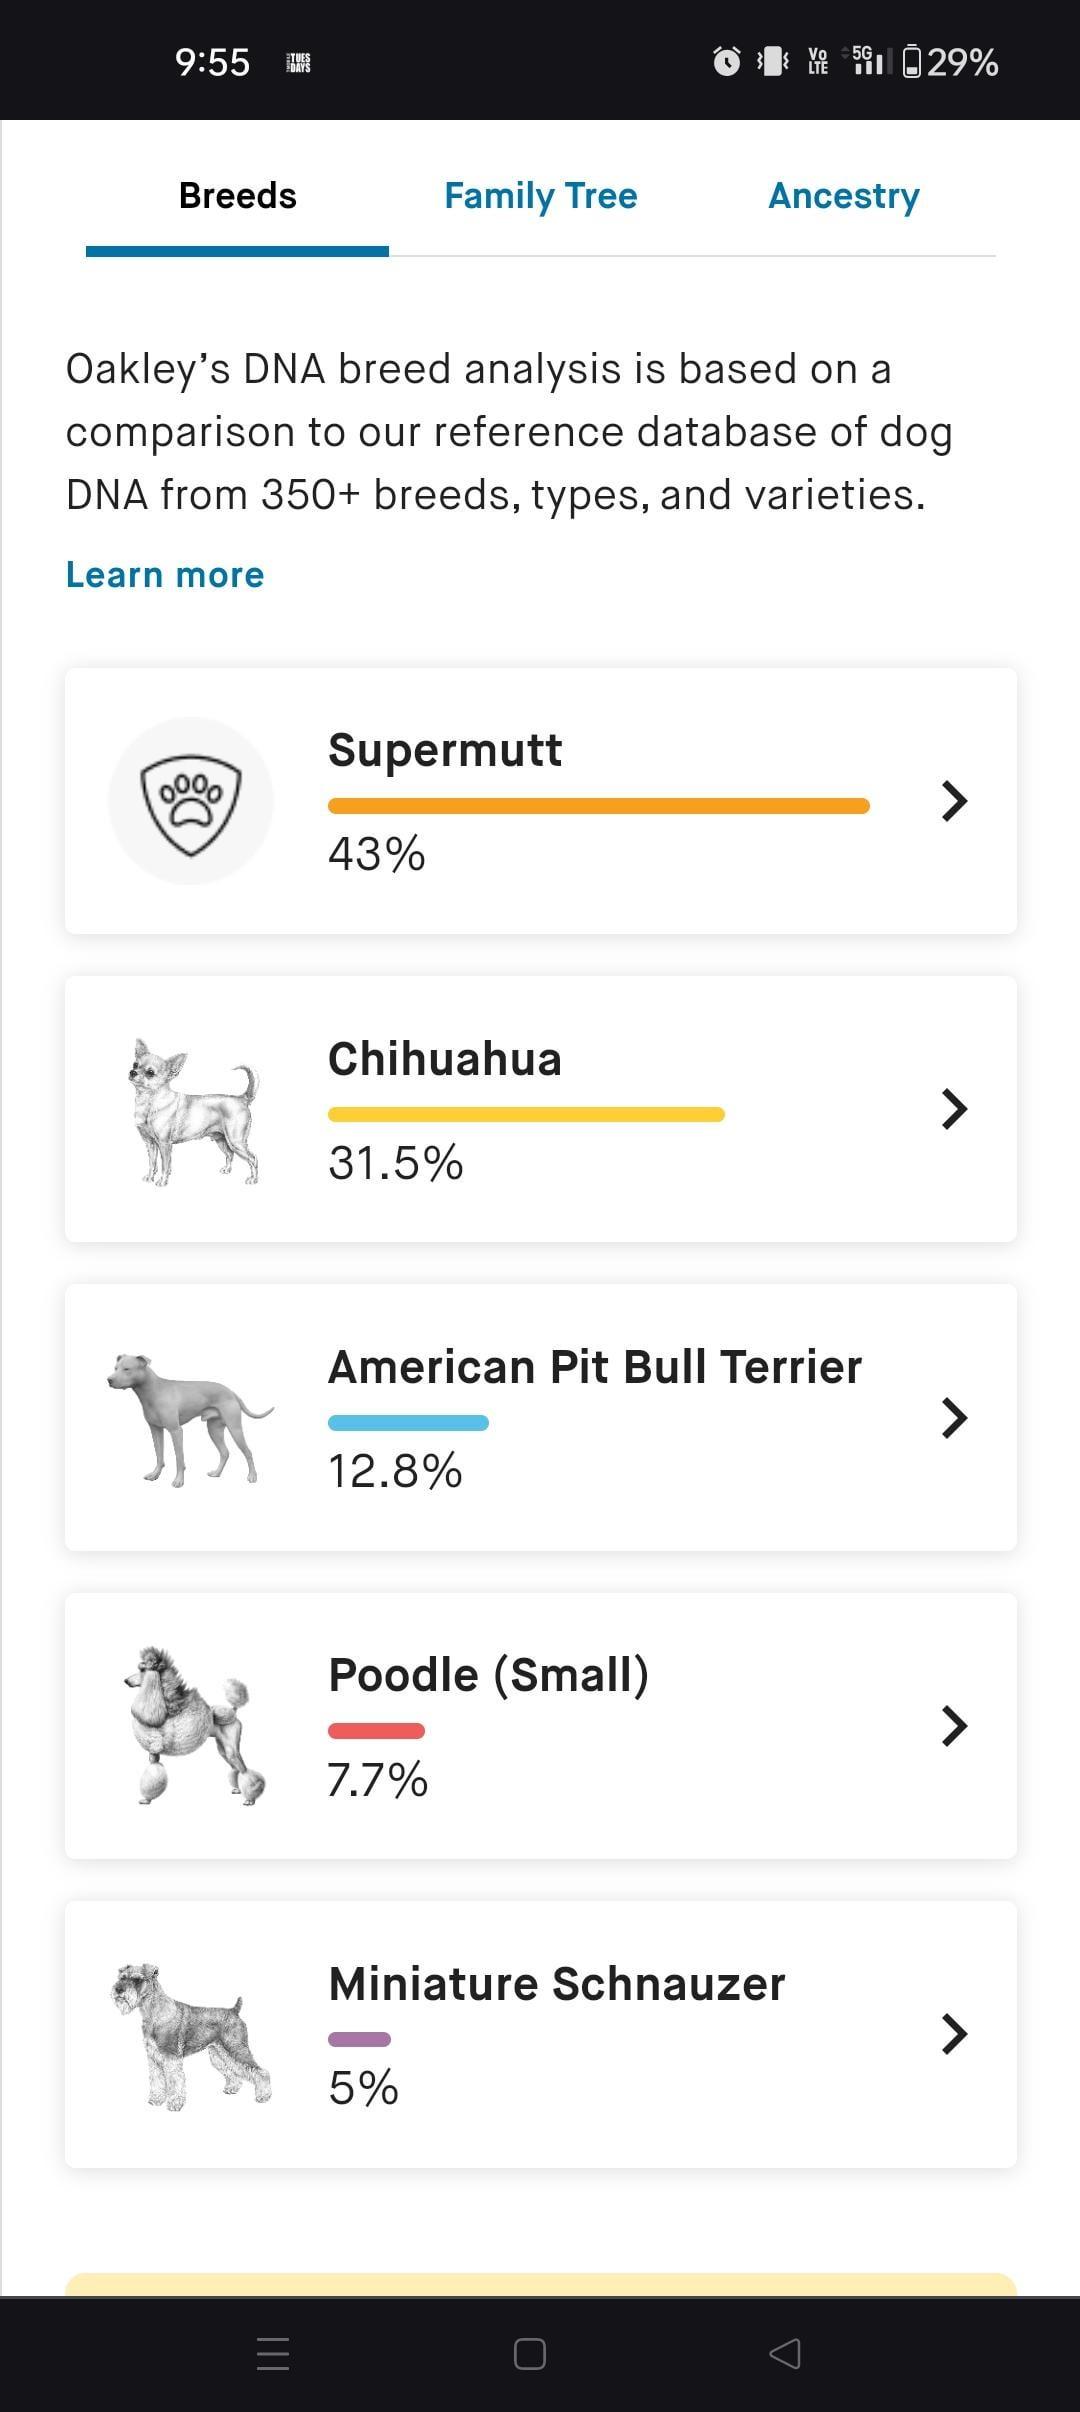 9:55 TUES DAYS Vo LTE 5G 29%
Breeds Family Tree Ancestry
Oakley’s DNA breed analysis is based on a
comparison to our reference database of dog
DNA from 350+ breeds, types, and varieties.
Learn more
Supermutt
43%
Chihuahua
31.5%
American Pit Bull Terrier
12.8%
Poodle (Small)
7.7%
Miniature Schnauzer
5%